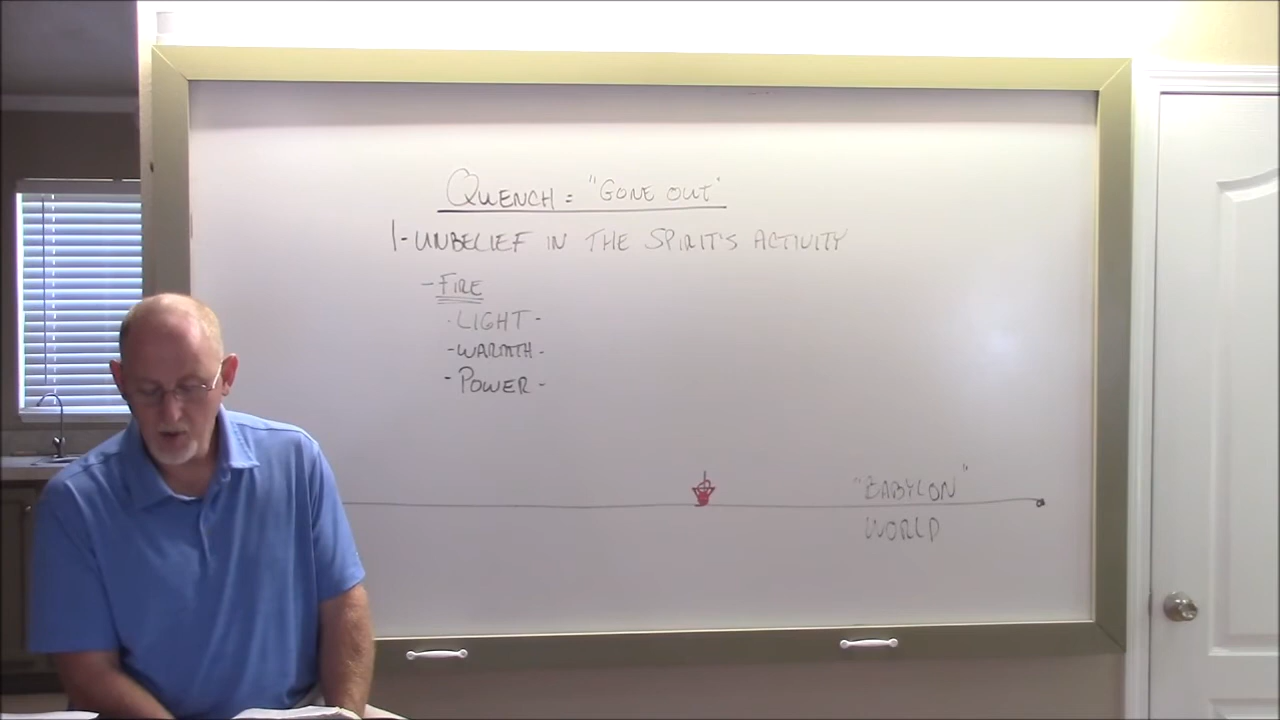 QUENCH = "GONE OUT"
1- UNBELIEF IN THE SPIRIT'S ACTIVITY
- FIRE
· LIGHT -
- WARMTH -
- POWER -
"BABYLON"
WORLD